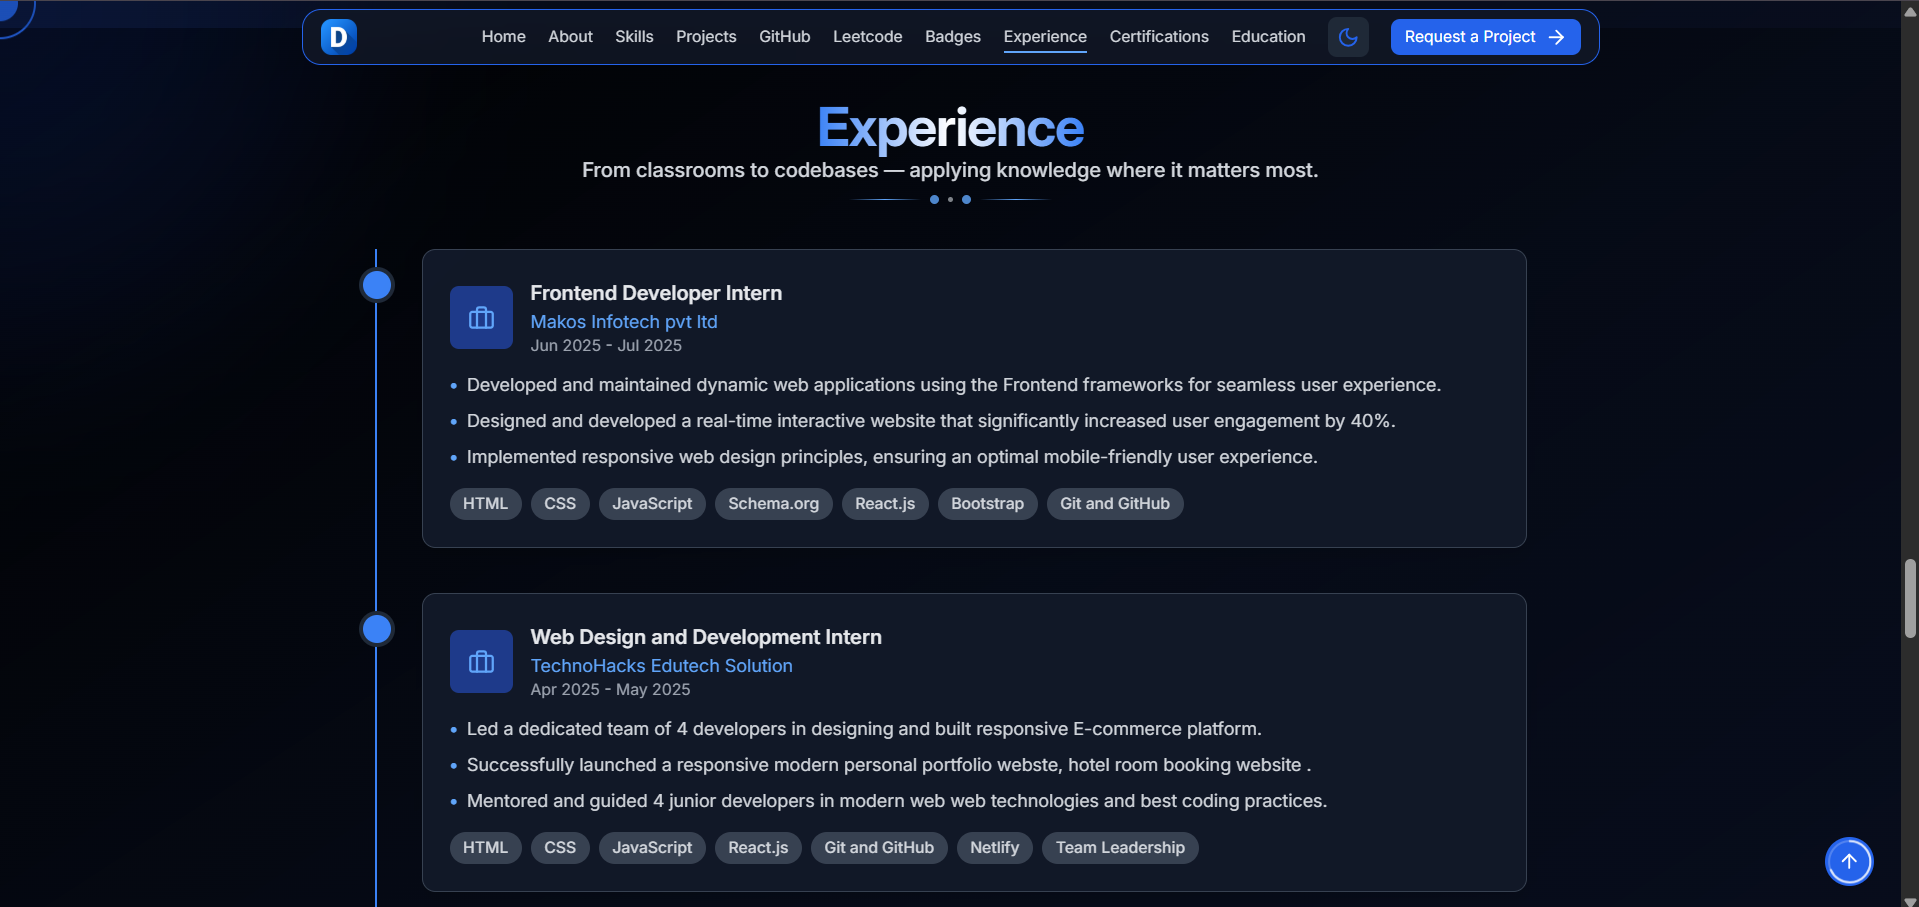 D
Home About Skills Projects GitHub Leetcode Badges Experience Certifications Education Request a Project
Experience
From classrooms to codebases — applying knowledge where it matters most.
Frontend Developer Intern
Makos Infotech pvt ltd
Jun 2025 - Jul 2025
• Developed and maintained dynamic web applications using the Frontend frameworks for seamless user experience.
• Designed and developed a real-time interactive website that significantly increased user engagement by 40%.
• Implemented responsive web design principles, ensuring an optimal mobile-friendly user experience.
HTML CSS JavaScript Schema.org React.js Bootstrap Git and GitHub
Web Design and Development Intern
TechnoHacks Edutech Solution
Apr 2025 - May 2025
• Led a dedicated team of 4 developers in designing and built responsive E-commerce platform.
• Successfully launched a responsive modern personal portfolio webste, hotel room booking website .
• Mentored and guided 4 junior developers in modern web web technologies and best coding practices.
HTML CSS JavaScript React.js Git and GitHub Netlify Team Leadership